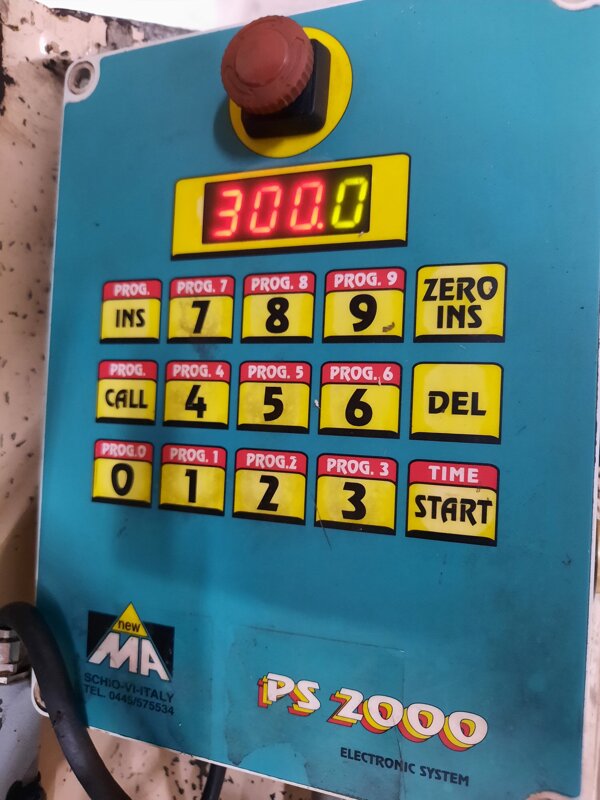 300.0
PROG. PROG. 7 PROG. 8 PROG. 9 ZERO
INS 7 8 9 INS
PROG. PROG. 4 PROG. 5 PROG. 6
CALL 4 5 6 DEL
PROG.0 PROG. 1 PROG.2 PROG. 3 TIME
0 1 2 3 START
new
MA
SCHIO-VI-ITALY
TEL. 0445/575534
PS 2000
ELECTRONIC SYSTEM